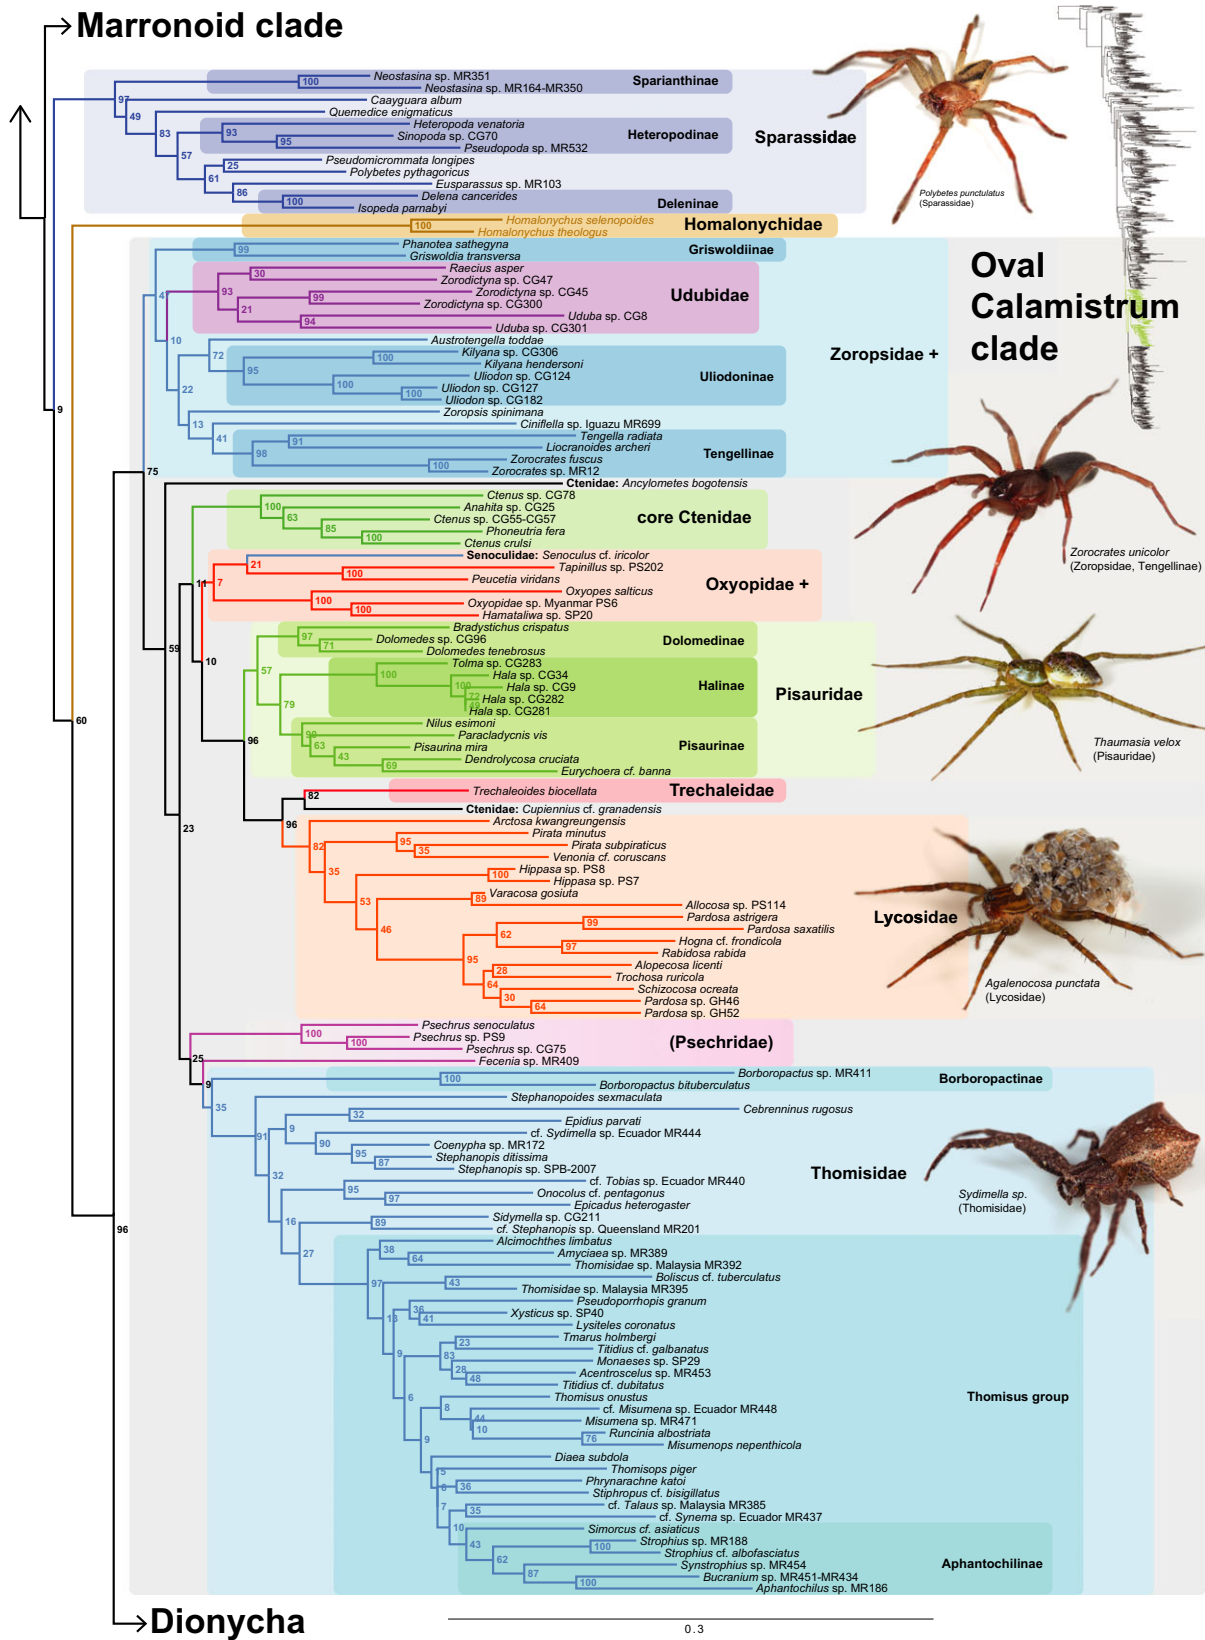 Marronoid clade
Neostasina sp. MR351
100
Sparianthinae
Neostasina sp. MR164-MR350
97
Caayguara album
49
Quemedice enigmaticus
83
Heteropoda venatoria
93
Sinopoda sp. CG70
Heteropodinae
95
Pseudopoda sp. MR532
Sparassidae
57
Pseudomicrommata longipes
25
Polybetes pythagoricus
61
Eusparassus sp. MR103
86
Delena cancerides
100
Deleninae
Isopeda parnabyi
Polybetes punctulatus
(Sparassidae)
Homalonychus selenopoides
100
Homalonychidae
Homalonychus theologus
Phanotea sathegyna
99
Griswoldiinae
Griswoldia transversa
Oval
Calamistrum
clade
Raecius asper
30
Zorodictyna CG47
93
Zorodictyna sp. CG45
99
Udubidae
Zorodictyna CG300
21
Uduba sp. CG8
94
Uduba sp. CG301
10
Austrotengella toddae
72
Zoropsidae +
Kilyana sp. CG306
100
Kilyana hendersoni
95
Uliodon sp. CG124
Uliodoninae
100
Uliodon sp. CG127
100
Uliodon sp. CG182
22
Zoropsis spinimana
13
Ciniflella sp. Iguazu MR699
41
Tengella radiata
91
Liocranoides archeri
98
Tengellinae
Zorocrates fuscus
100
Zorocrates sp. MR12
9
75
Ctenidae: Ancylometes bogotensis
Ctenus sp. CG78
100
Anahita sp. CG25
63
core Ctenidae
Ctenus sp. CG55-CG57
85
Phoneutria fera
100
Ctenus crulsi
Zorocrates unicolor
(Zoropsidae, Tengellinae)
Senoculidae: Senoculus cf. iricolor
21
Tapinillus sp. PS202
100
Peucetia viridans
11
7
Oxyopidae +
Oxyopes salticus
100
Oxyopidae sp. Myanmar PS6
100
Hamataliwa sp. SP20
59
10
Bradystichus crispatus
97
Dolomedes sp. CG96
Dolomedinae
71
Dolomedes tenebrosus
57
Tolma sp. CG283
100
Hala sp. CG34
Halinae
Hala sp. CG9
Hala sp. CG282
Hala sp. CG281
79
Pisauridae
Nilus esimoni
Paracladycnis vis
63
Pisaurina mira
Pisaurinae
43
Dendrolycosa cruciata
69
Eurychoera cf. banna
60
96
Thaumasia velox
(Pisauridae)
Trechaleoides biocellata
Trechaleidae
82
Ctenidae: Cupiennius cf. granadensis
96
23
Arctosa kwangreungensis
82
Pirata minutus
95
Pirata subpiraticus
35
Venonia cf. coruscans
35
Hippasa sp. PS8
100
Hippasa sp. PS7
53
Varacosa gosiuta
89
Allocosa sp. PS114
46
Lycosidae
Pardosa astrigera
99
Pardosa saxatilis
62
Hogna cf. frondicola
97
Rabidosa rabida
95
Alopecosa licenti
28
Trochosa ruricola
64
Schizocosa ocreata
30
Pardosa sp. GH46
64
Pardosa sp. GH52
Agalenocosa punctata
(Lycosidae)
Psechrus senoculatus
100
Psechrus sp. PS9
100
(Psechridae)
Psechrus sp. CG75
25
Fecenia sp. MR409
9
Borboropactus sp. MR411
100
Borboropactinae
Borboropactus bituberculatus
35
Stephanopoides sexmaculata
91
Cebrenninus rugosus
32
Epidius parvati
9
cf. Sydimella sp. Ecuador MR444
90
Coenypha sp. MR172
95
Stephanopis ditissima
87
Stephanopis sp. SPB-2007
32
Thomisidae
cf. Tobias sp. Ecuador MR440
95
Onocolus cf. pentagonus
97
Epicadus heterogaster
16
Sidymella sp. CG211
89
cf. Stephanopis sp. Queensland MR201
27
Sydimella sp.
(Thomisidae)
96
Alcimochthes limbatus
38
Amyciaea sp. MR389
64
Thomisidae sp. Malaysia MR392
97
Boliscus cf. tuberculatus
43
Thomisidae sp. Malaysia MR395
Pseudoporrhopis granum
Xysticus sp. SP40
41
Lysiteles coronatus
9
Tmarus holmbergi
23
Titidius cf. galbanatus
83
Monaeses sp. SP29
28
Acentroscelus sp. MR453
48
Titidius cf. dubitatus
6
Thomisus group
Thomisus onustus
8
cf. Misumena sp. Ecuador MR448
44
Misumena sp. MR471
10
Runcinia albostriata
76
Misumenops nepenthicola
9
Diaea subdola
Thomisops piger
Phrynarachne katoi
36
Stiphropus cf. bisigillatus
7
cf. Talaus sp. Malaysia MR385
35
cf. Synema sp. Ecuador MR437
10
Simorcus cf. asiaticus
43
Strophius sp. MR188
100
Strophius cf. albofasciatus
62
Synstrophius sp. MR454
Aphantochilinae
87
Bucranium sp. MR451-MR434
100
Aphantochilus sp. MR186
Dionycha
0.3